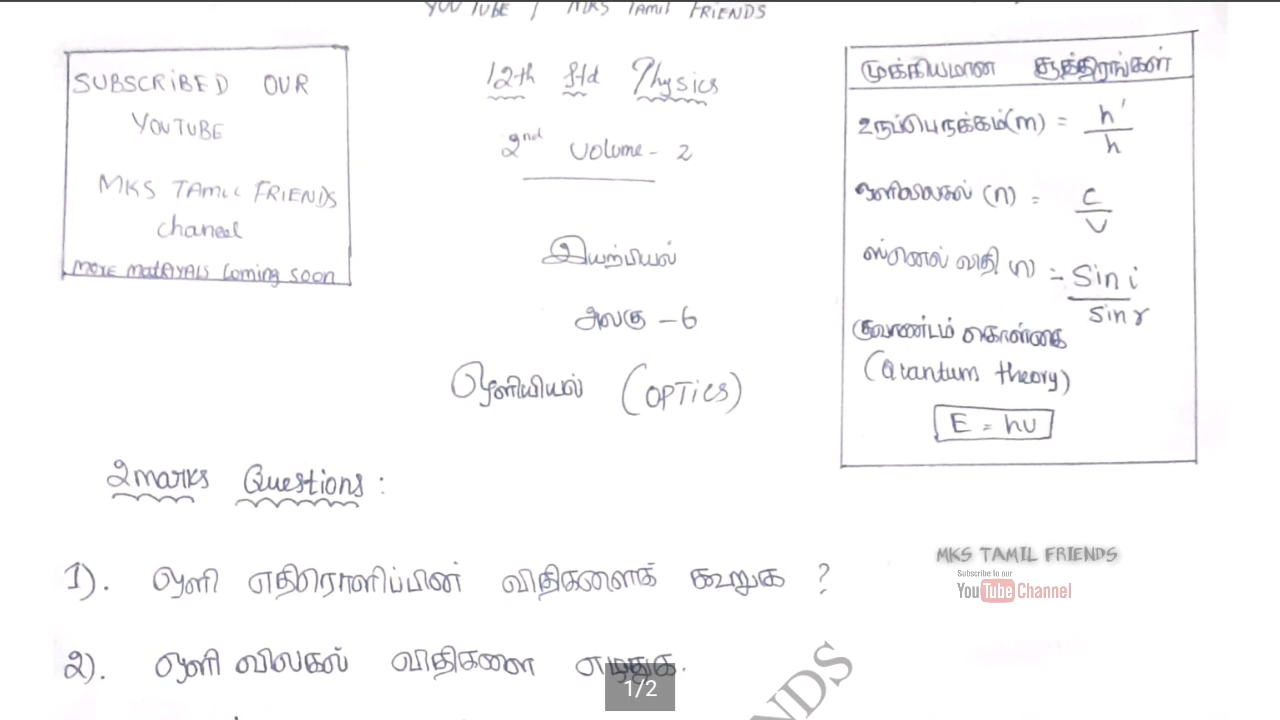 YOUTUBE / MKS TAMIL FRIENDS
SUBSCRIBED OUR
YOUTUBE
MKS TAMIL FRIENDS
chaneel
MORE MatAYALS Coming soon
12th std Physics
2nd Volume - 2
இயற்பியல்
அலகு - 6
ஒளியியல் (OPTICS)
முக்கியமான சூத்திரங்கள்
உருப்பெருக்கம்(m) = h'/h
ஒளிவிலகல் (n) = c/v
ஸ்னெல் விதி (n) = Sin i / Sin r
குவாண்டம் கொள்கை
(Quantum theory)
E = hυ
2marks Questions :
1). ஒளி எதிரொளிப்பின் விதிகளைக் கூறுக ?
MKS TAMIL FRIENDS
Subscribe to our
YouTube Channel
2). ஒளி விலகல் விதிகளை எழுதுக.
1/2
ENDS